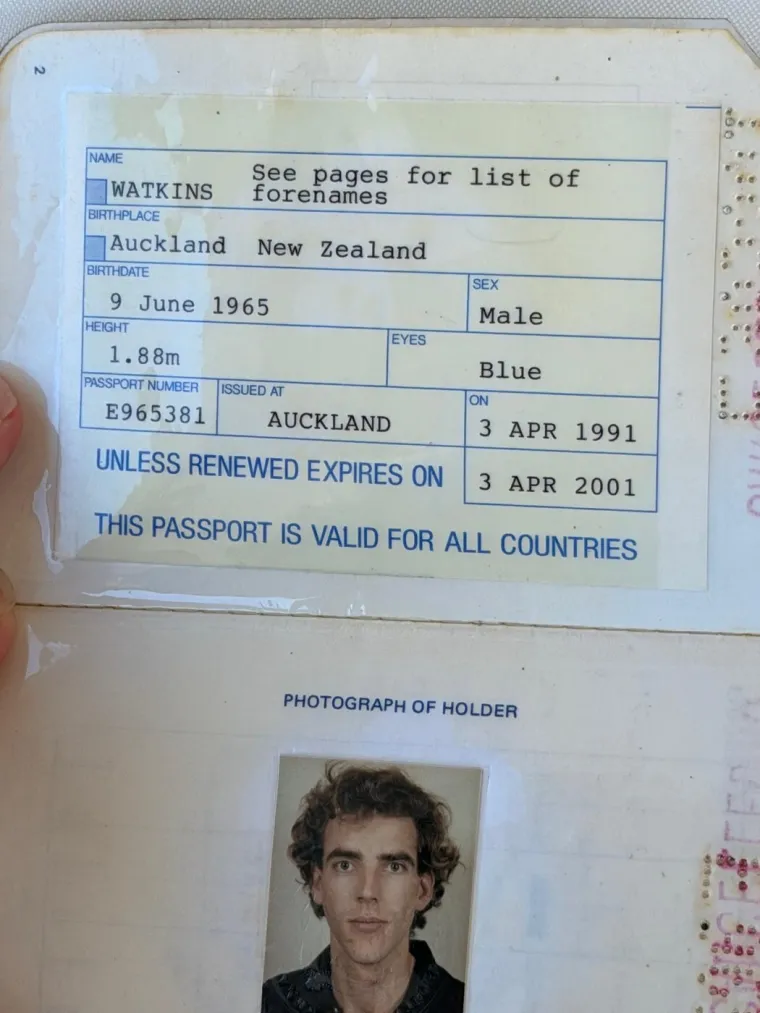 2
NAME
WATKINS See pages for list of
forenames
BIRTHPLACE
Auckland New Zealand
BIRTHDATE
9 June 1965
SEX
Male
HEIGHT
1.88m
EYES
Blue
PASSPORT NUMBER
E965381
ISSUED AT
AUCKLAND
ON
3 APR 1991
UNLESS RENEWED EXPIRES ON
3 APR 2001
THIS PASSPORT IS VALID FOR ALL COUNTRIES
PHOTOGRAPH OF HOLDER